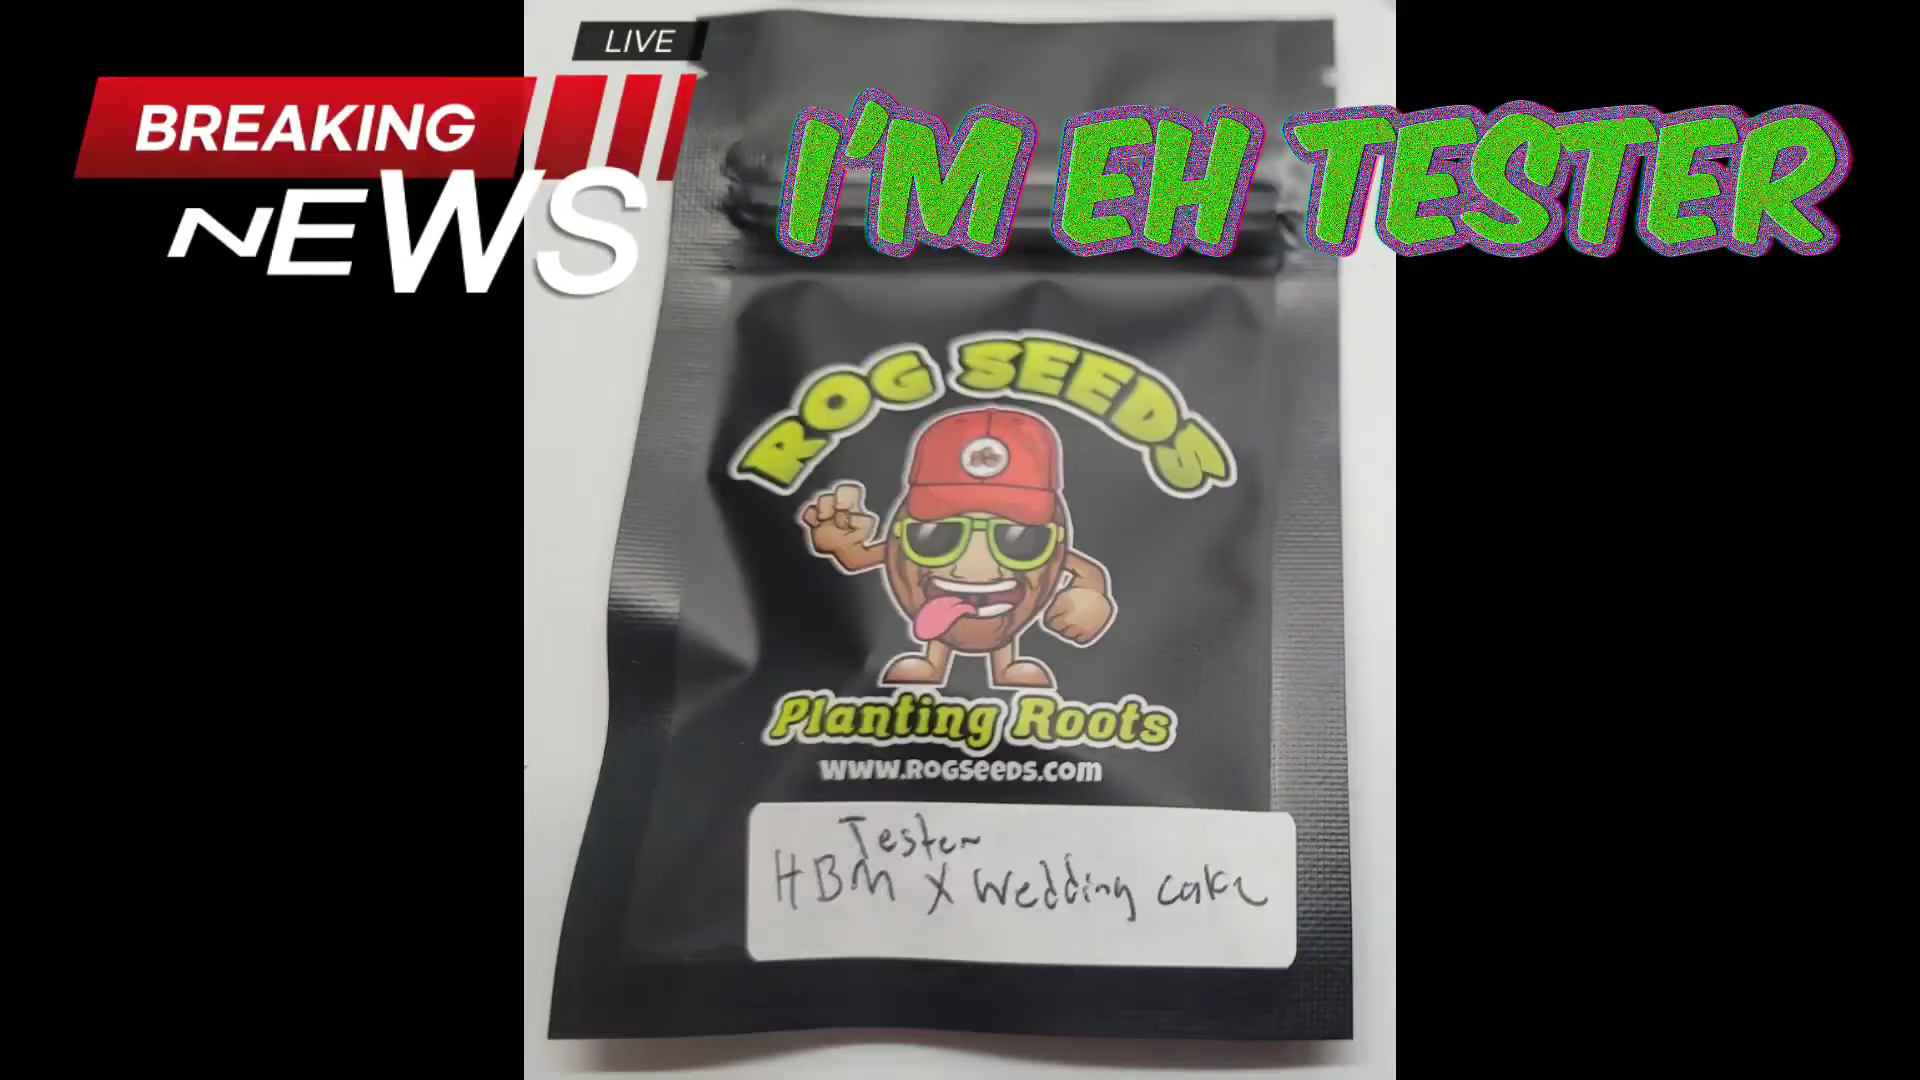 LIVE
BREAKING
NEWS
I'M EH TESTER
ROG SEEDS
Planting Roots
www.ROGSeeDS.com
Tester
HBM X Wedding cake